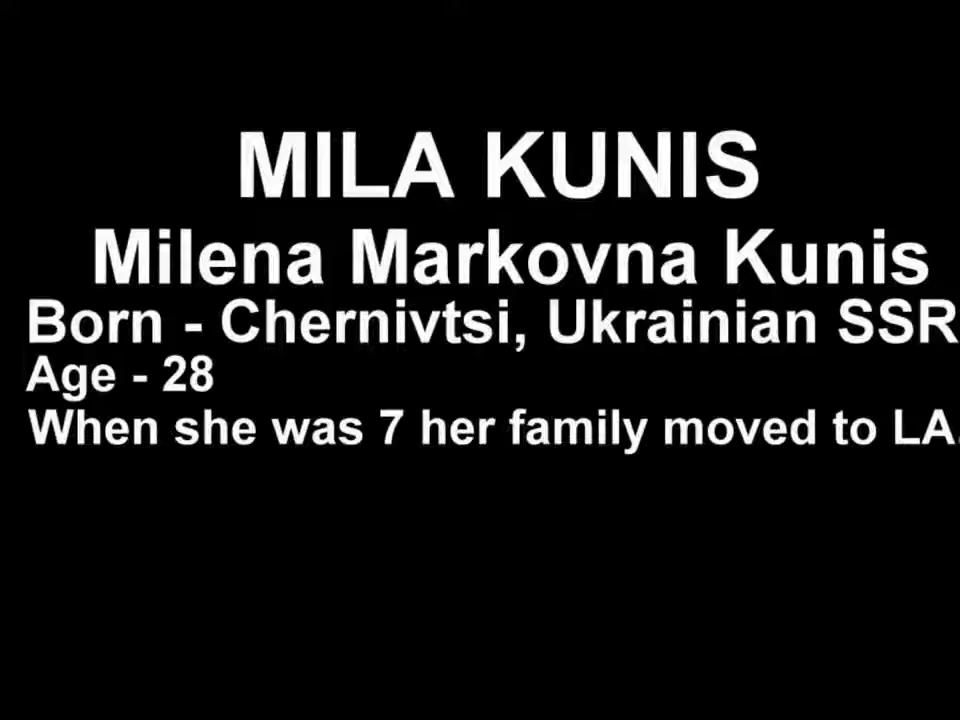 MILA KUNIS
Milena Markovna Kunis
Born - Chernivtsi, Ukrainian SSR
Age - 28
When she was 7 her family moved to LA.